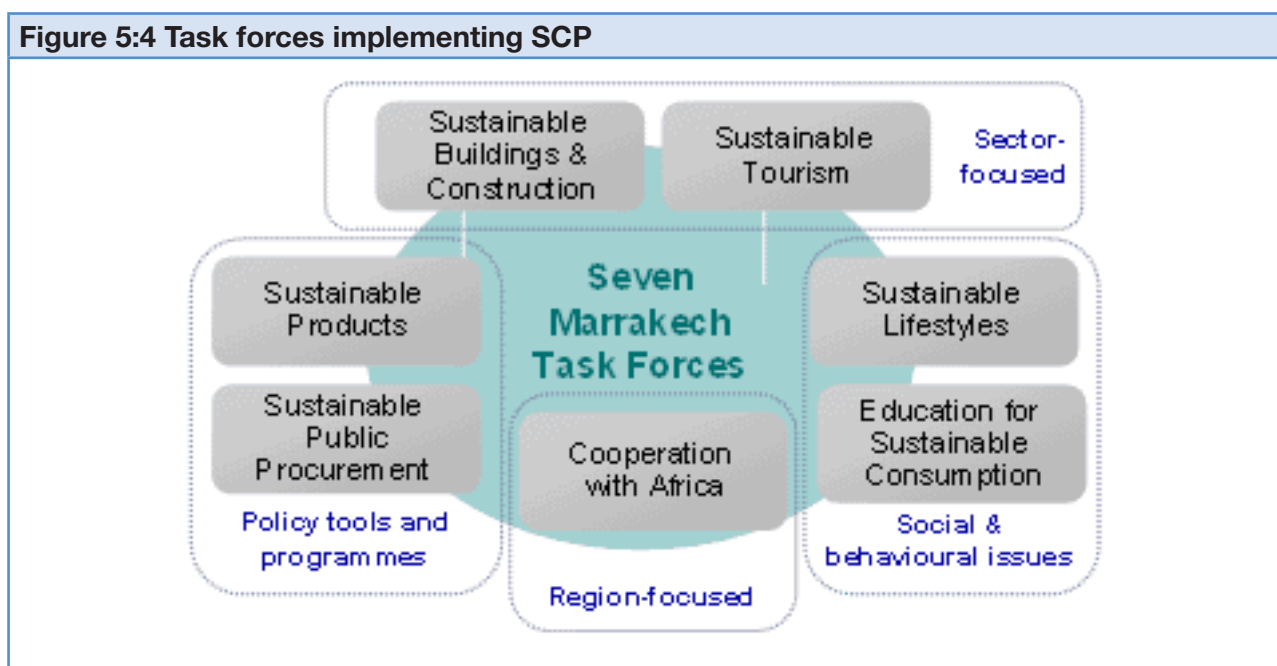 Figure 5:4 Task forces implementing SCP
Sustainable
Buildings &
Construction
Sustainable
Tourism
Sector-
focused
Sustainable
Products
Sustainable
Public
Procurement
Policy tools and
programmes
Seven
Marrakech
Task Forces
Cooperation
with Africa
Region-focused
Sustainable
Lifestyles
Education for
Sustainable
Consumption
Social &
behavioural issues